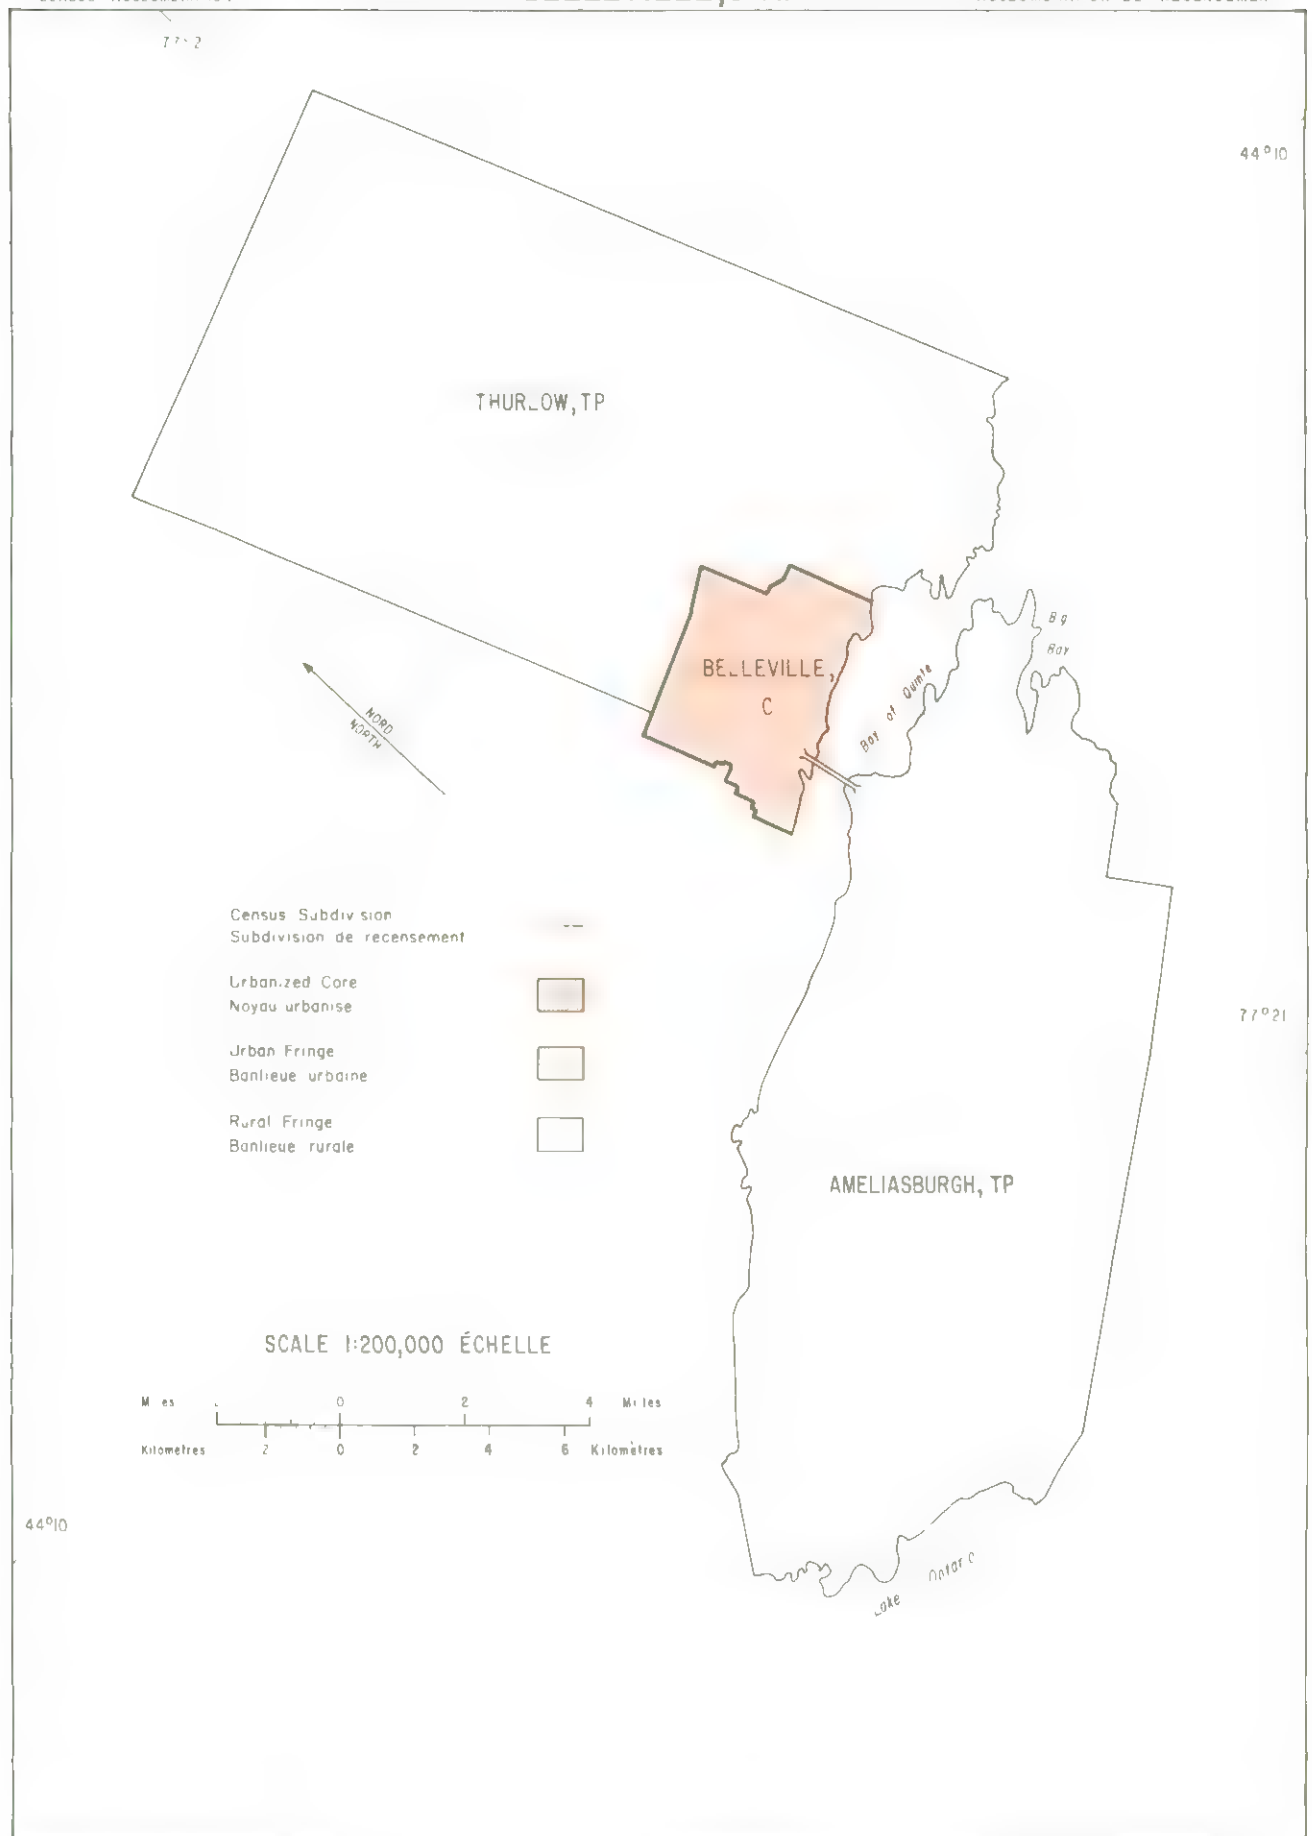 44°10
THURLOW, TP
Big
Bay
BELLEVILLE,
C
Bay of Quinte
NORD
NORTH
Census Subdivision
Subdivision de recensement
Urbanized Core
Noyau urbanisé
Urban Fringe
Banlieue urbaine
77°21
Rural Fringe
Banlieue rurale
AMELIASBURGH, TP
SCALE 1:200,000 ÉCHELLE
Miles 0 2 4 Miles
Kilomètres 2 0 2 4 6 Kilomètres
44°10
Lake Ontario